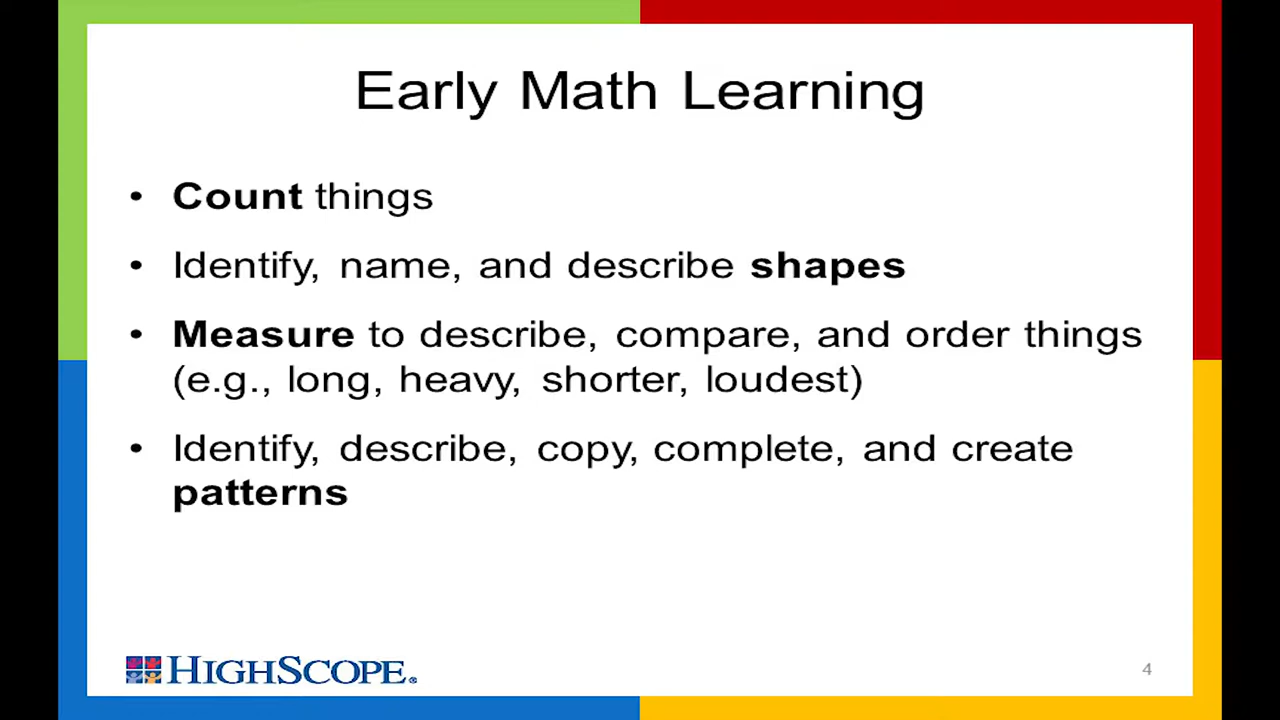 Early Math Learning
• Count things
• Identify, name, and describe shapes
• Measure to describe, compare, and order things
(e.g., long, heavy, shorter, loudest)
• Identify, describe, copy, complete, and create
patterns
HIGHSCOPE®
4